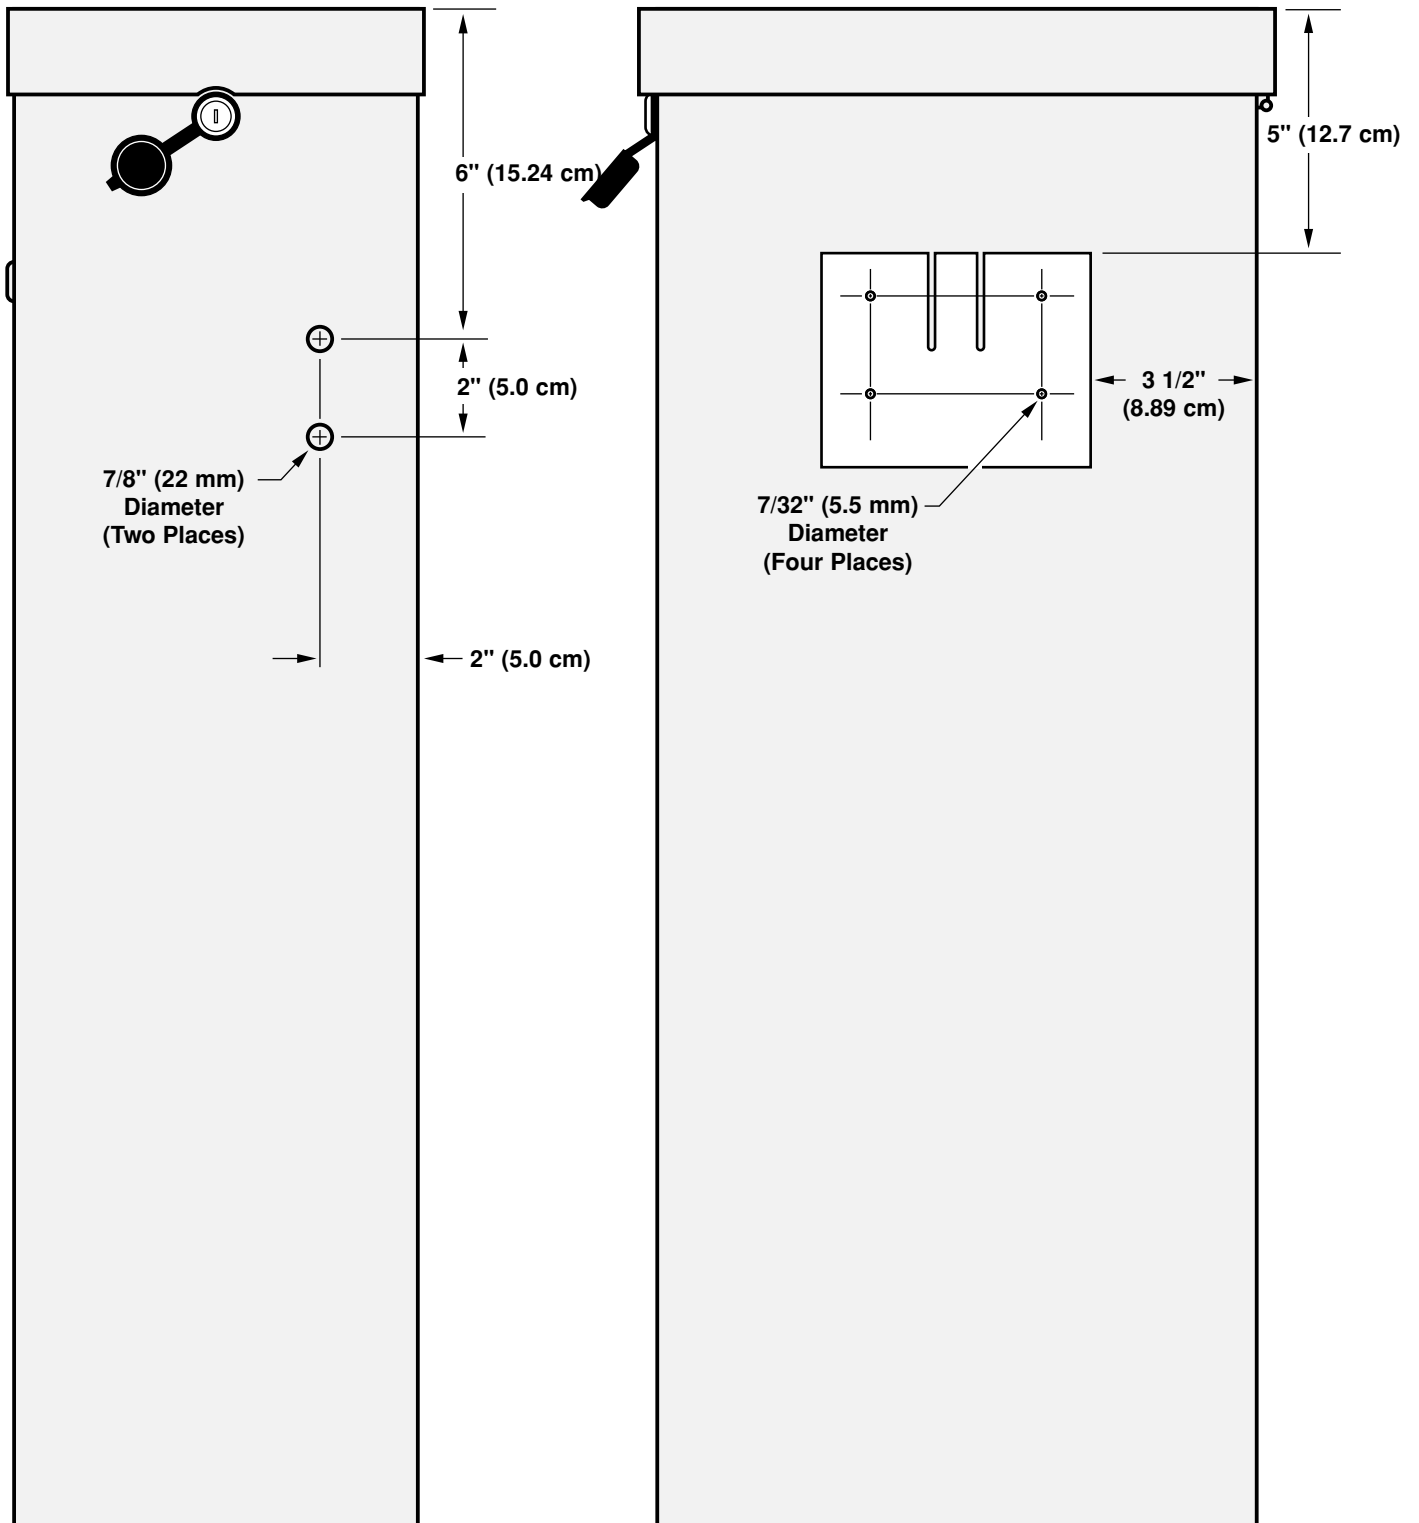 6" (15.24 cm)
2" (5.0 cm)
7/8" (22 mm)
Diameter
(Two Places)
2" (5.0 cm)
5" (12.7 cm)
3 1/2"
(8.89 cm)
7/32" (5.5 mm)
Diameter
(Four Places)